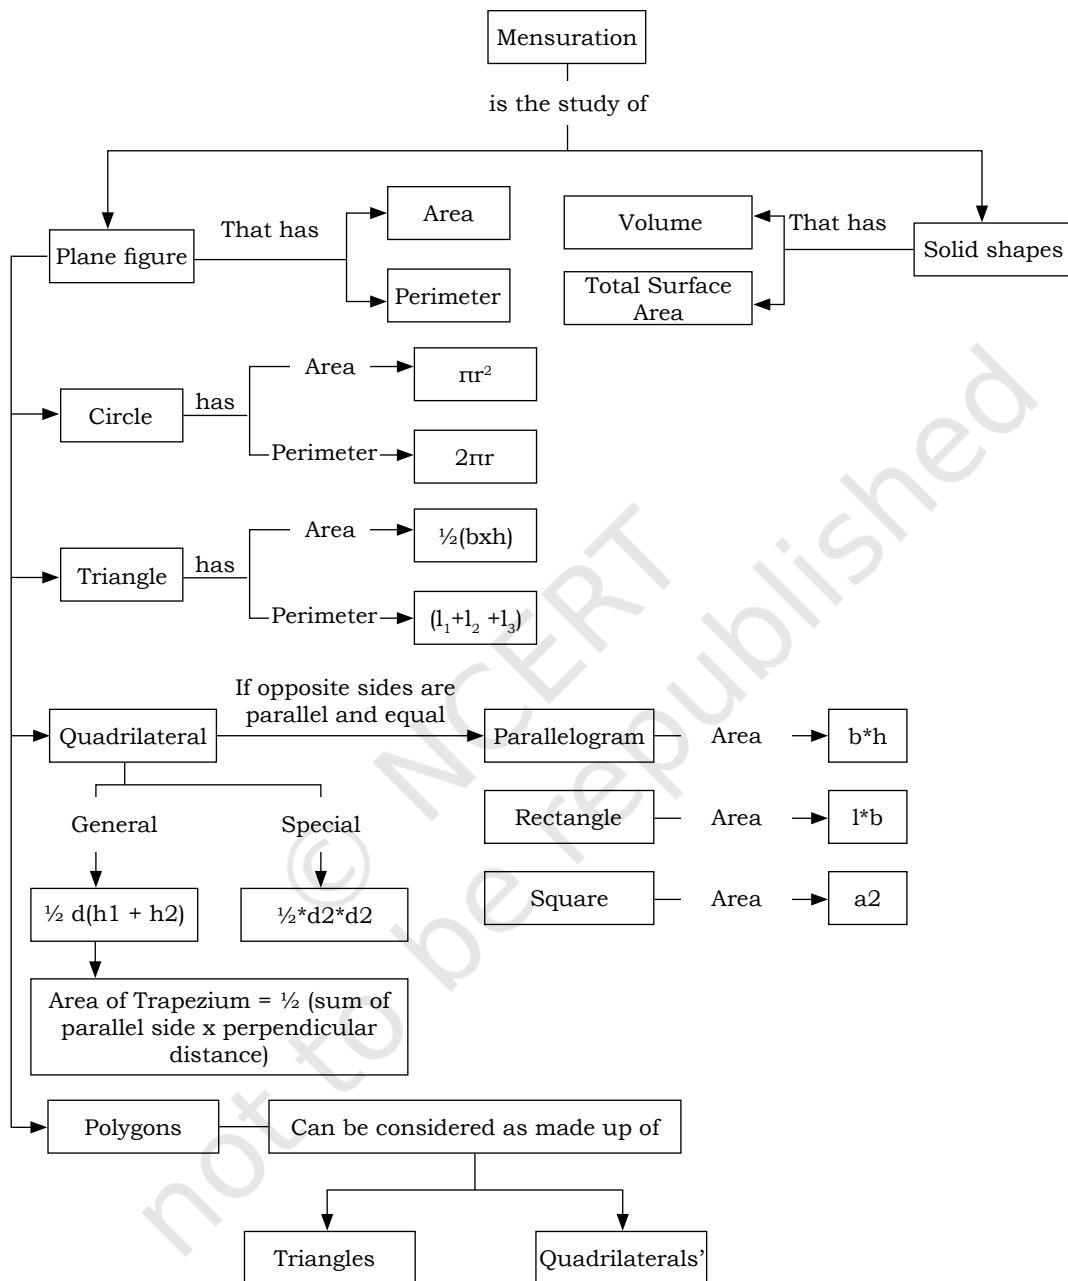 Mensuration
is the study of
That has
Area
Volume
That has
Plane figure
Solid shapes
Perimeter
Total Surface
Area
Circle
has
Area
πr²
Perimeter
2πr
Triangle
has
Area
½(bxh)
Perimeter
(l₁+l₂ +l₃)
If opposite sides are
parallel and equal
Quadrilateral
Parallelogram
Area
b*h
General
Special
Rectangle
Area
l*b
½ d(h1 + h2)
½*d2*d2
Square
Area
a2
Area of Trapezium = ½ (sum of
parallel side x perpendicular
distance)
Polygons
Can be considered as made up of
Triangles
Quadrilaterals’
© NCERT
not to be republished